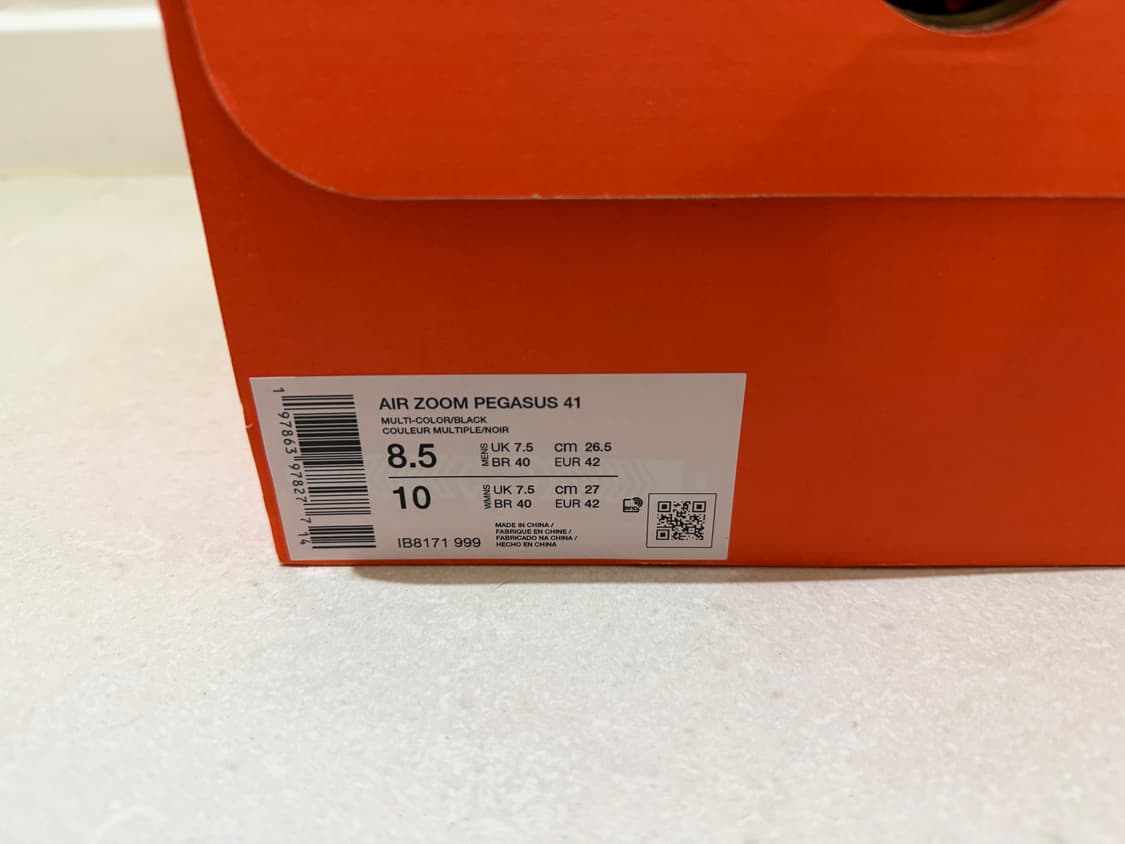 AIR ZOOM PEGASUS 41
MULTI-COLOR/BLACK
COULEUR MULTIPLE/NOIR
8.5 MENS UK 7.5 cm 26.5
BR 40 EUR 42
10 WMNS UK 7.5 cm 27
BR 40 EUR 42
IB8171 999
MADE IN CHINA /
FABRIQUE EN CHINE /
FABRICADO NA CHINA /
HECHO EN CHINA
1 97863 97827 7 14